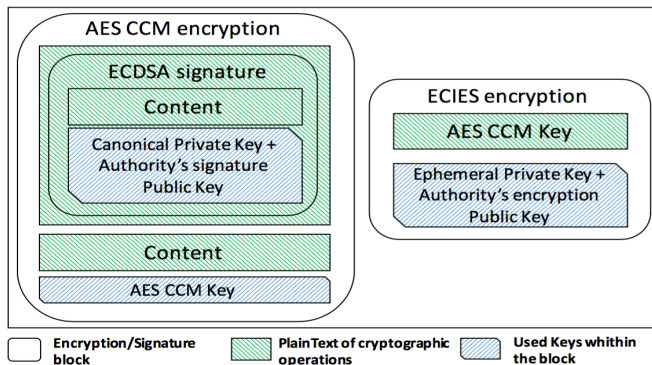 AES CCM encryption
ECDSA signature
Content
Canonical Private Key +
Authority's signature
Public Key
Content
AES CCM Key
ECIES encryption
AES CCM Key
Ephemeral Private Key +
Authority's encryption
Public Key
Encryption/Signature
block
PlainText of cryptographic
operations
Used Keys whithin
the block